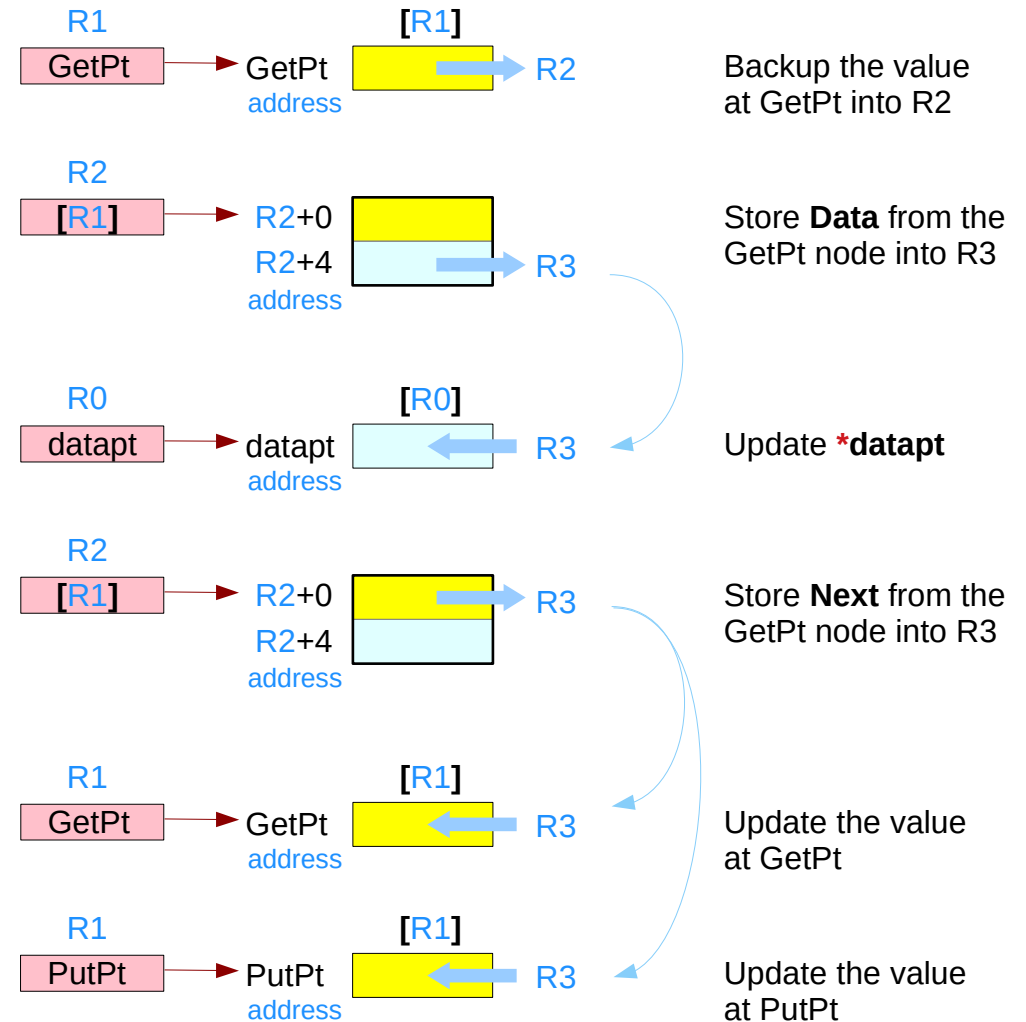 R1 [R1]
GetPt GetPt R2 Backup the value
address at GetPt into R2
R2
[R1] R2+0 Store Data from the
R2+4 R3 GetPt node into R3
address
R0 [R0]
datapt datapt R3 Update *datapt
address
R2
[R1] R2+0 R3 Store Next from the
R2+4 GetPt node into R3
address
R1 [R1]
GetPt GetPt R3 Update the value
address at GetPt
R1 [R1]
PutPt PutPt R3 Update the value
address at PutPt